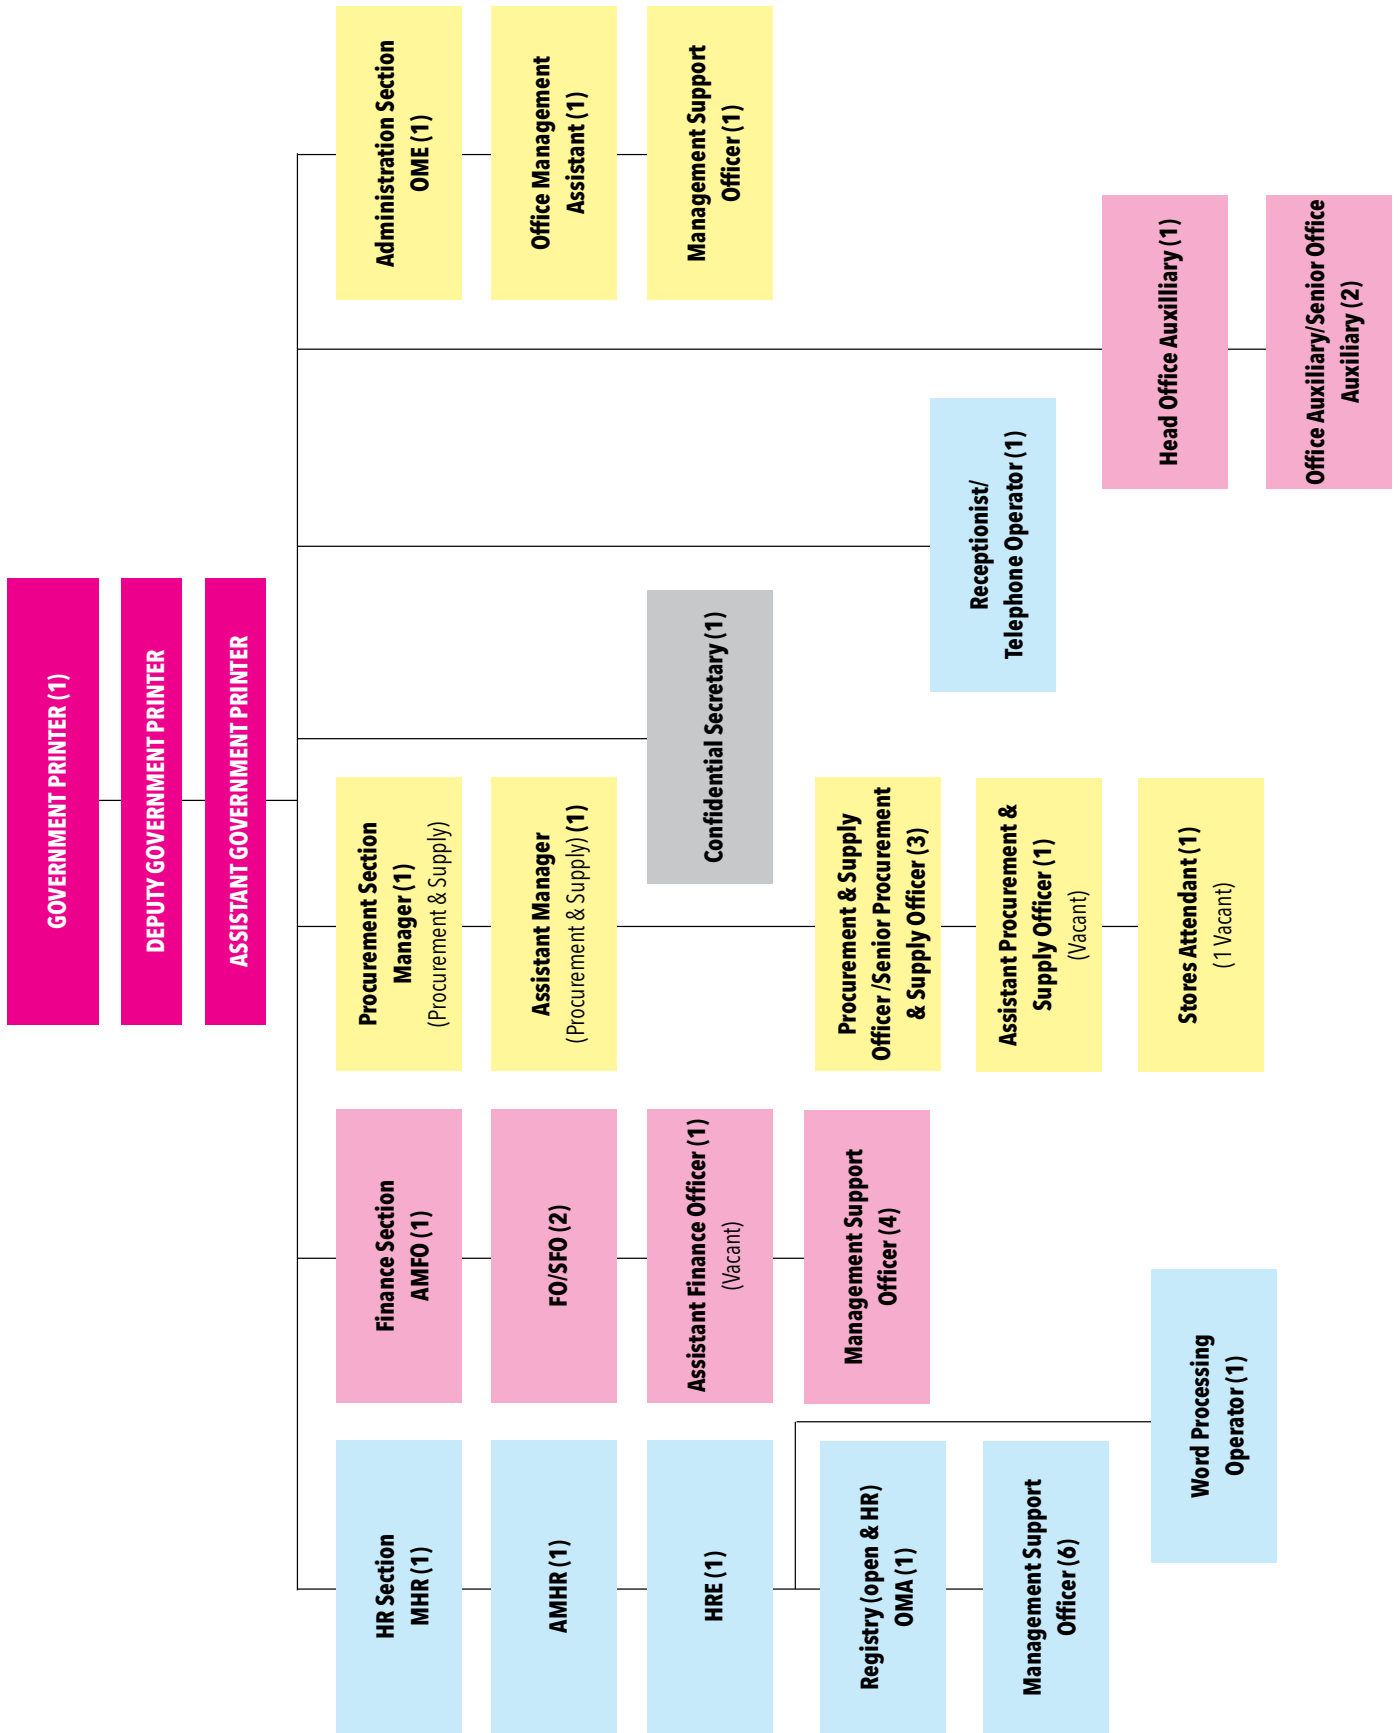 GOVERNMENT PRINTER (1)
DEPUTY GOVERNMENT PRINTER
ASSISTANT GOVERNMENT PRINTER
HR Section
MHR (1)
AMHR (1)
HRE (1)
Registry (open & HR)
OMA (1)
Management Support
Officer (6)
Word Processing
Operator (1)
Finance Section
AMFO (1)
FO/SFO (2)
Assistant Finance Officer (1)
(Vacant)
Management Support
Officer (4)
Procurement Section
Manager (1)
(Procurement & Supply)
Assistant Manager
(Procurement & Supply) (1)
Procurement & Supply
Officer /Senior Procurement
& Supply Officer (3)
Assistant Procurement &
Supply Officer (1)
(Vacant)
Stores Attendant (1)
(1 Vacant)
Confidential Secretary (1)
Receptionist/
Telephone Operator (1)
Head Office Auxilliary (1)
Office Auxiliary/Senior Office
Auxiliary (2)
Administration Section
OME (1)
Office Management
Assistant (1)
Management Support
Officer (1)